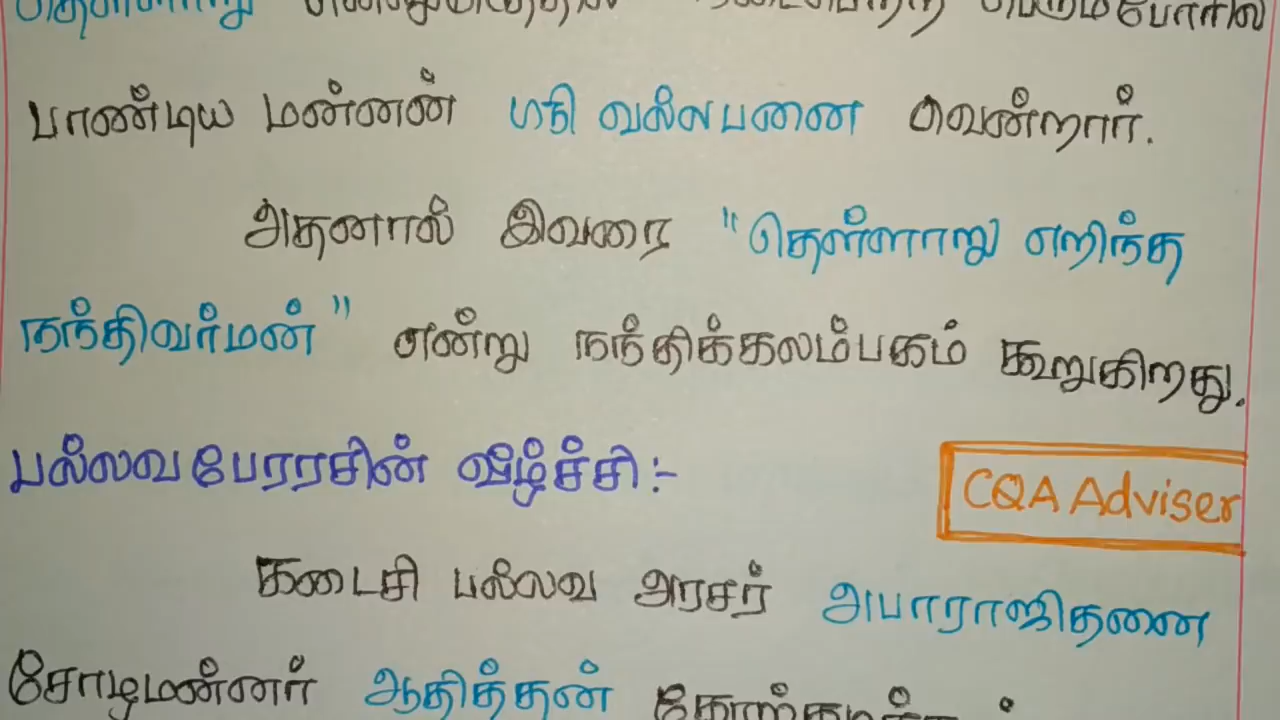 தெள்ளாறு
பாண்டிய மன்னன் ஶ்ரீ வல்லபனை வென்றார்.
அதனால் இவரை "தெள்ளாறு எறிந்த
நந்திவர்மன்" என்று நந்திக்கலம்பகம் கூறுகிறது.
பல்லவ பேரரசின் வீழ்ச்சி:-
CQA Adviser
கடைசி பல்லவ அரசர் அபாராஜிதனை
சோழமன்னர் ஆதித்தன்